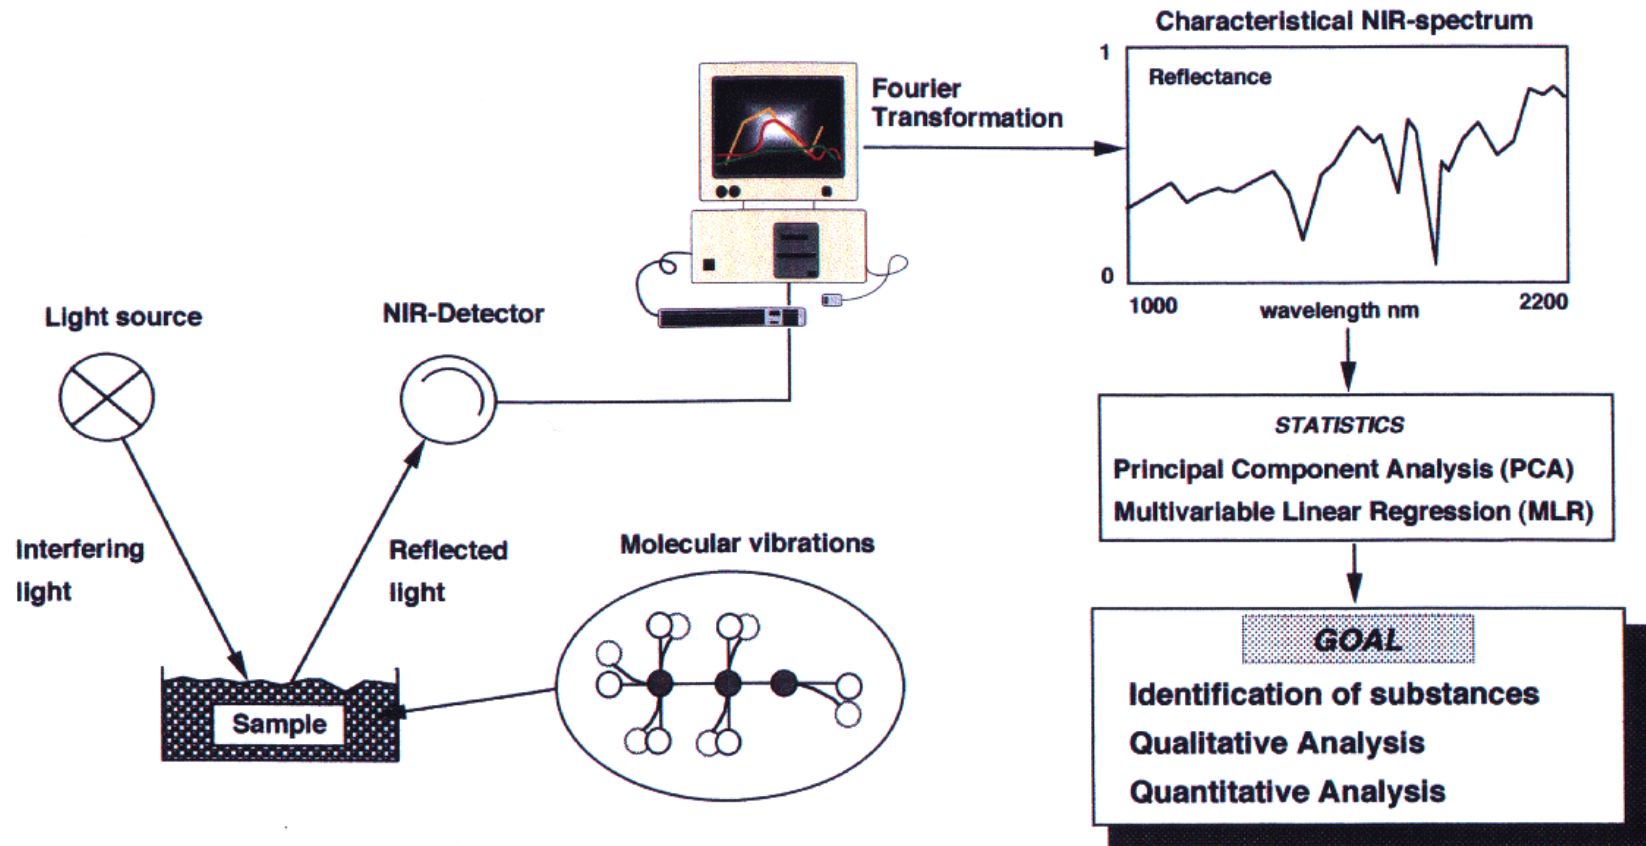 Characteristical NIR-spectrum
1
Reflectance
0
1000
wavelength nm
2200
Fourier
Transformation
Light source
NIR-Detector
Interfering
light
Reflected
light
Molecular vibrations
Sample
STATISTICS
Principal Component Analysis (PCA)
Multivariable Linear Regression (MLR)
GOAL
Identification of substances
Qualitative Analysis
Quantitative Analysis